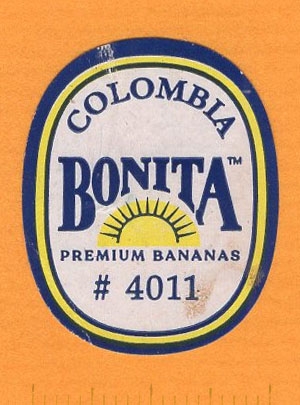 COLOMBIA
BONITA™
PREMIUM BANANAS
# 4011